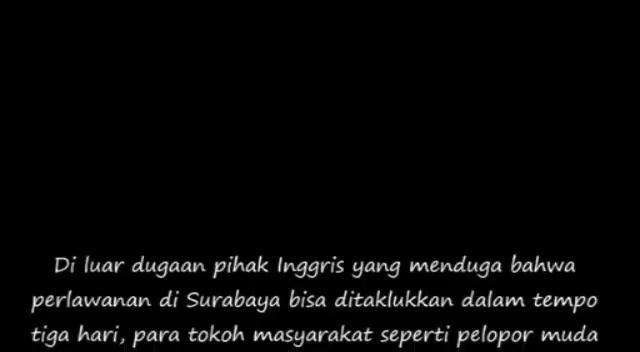 Di luar dugaan pihak Inggris yang menduga bahwa
perlawanan di Surabaya bisa ditaklukkan dalam tempo
tiga hari, para tokoh masyarakat seperti pelopor muda